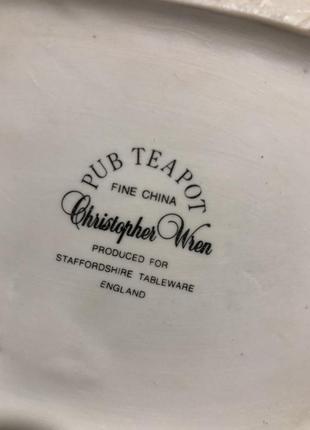 PUB TEAPOT
FINE CHINA
Christopher Wren
PRODUCED FOR
STAFFORDSHIRE TABLEWARE
ENGLAND